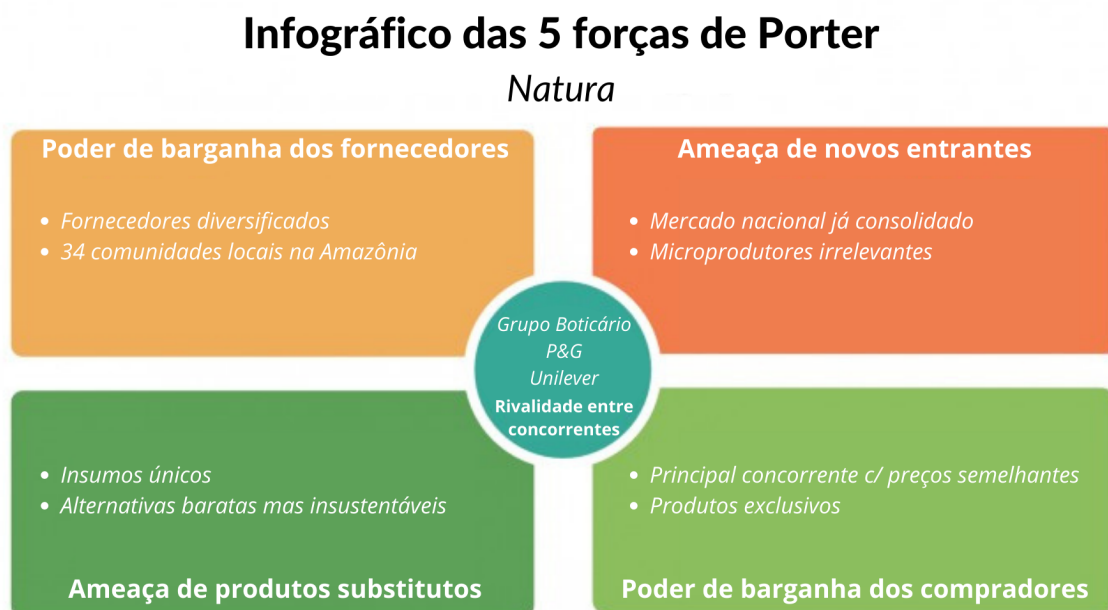 Infográfico das 5 forças de Porter
Natura
Poder de barganha dos fornecedores
Fornecedores diversificados
34 comunidades locais na Amazônia
Ameaça de novos entrantes
Mercado nacional já consolidado
Microprodutores irrelevantes
Grupo Boticário
P&G
Unilever
Rivalidade entre
concorrentes
Insumos únicos
Alternativas baratas mas insustentáveis
Ameaça de produtos substitutos
Principal concorrente c/ preços semelhantes
Produtos exclusivos
Poder de barganha dos compradores